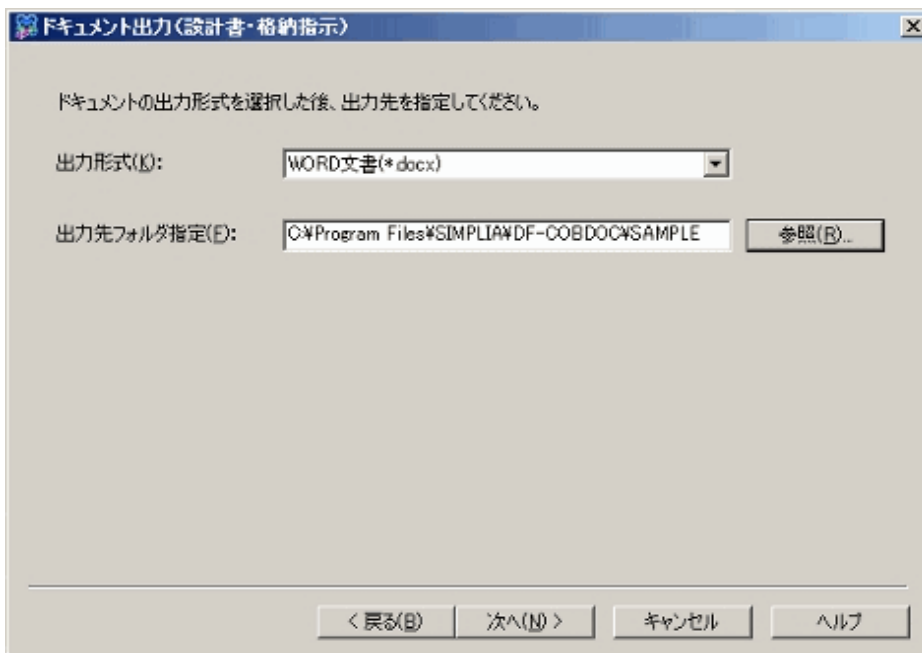 ドキュメント出力(設計書・格納指示)
ドキュメントの出力形式を選択した後、出力先を指定してください。
出力形式(K): WORD文書(*.docx)
出力先フォルダ指定(F): C:¥Program Files¥SIMPLIA¥DF-COBDOC¥SAMPLE 参照(R)...
< 戻る(B) 次へ(N) > キャンセル ヘルプ